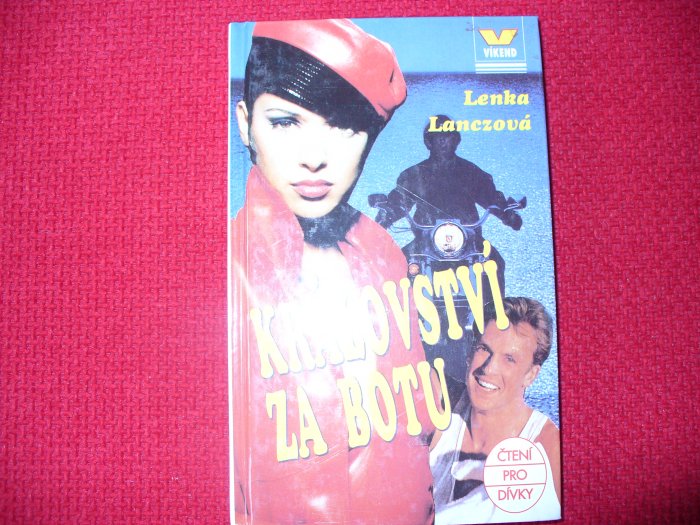 VÍKEND
Lenka
Lanczová
KRÁLOVSTVÍ
ZA BOTU
ČTENÍ
PRO
DÍVKY